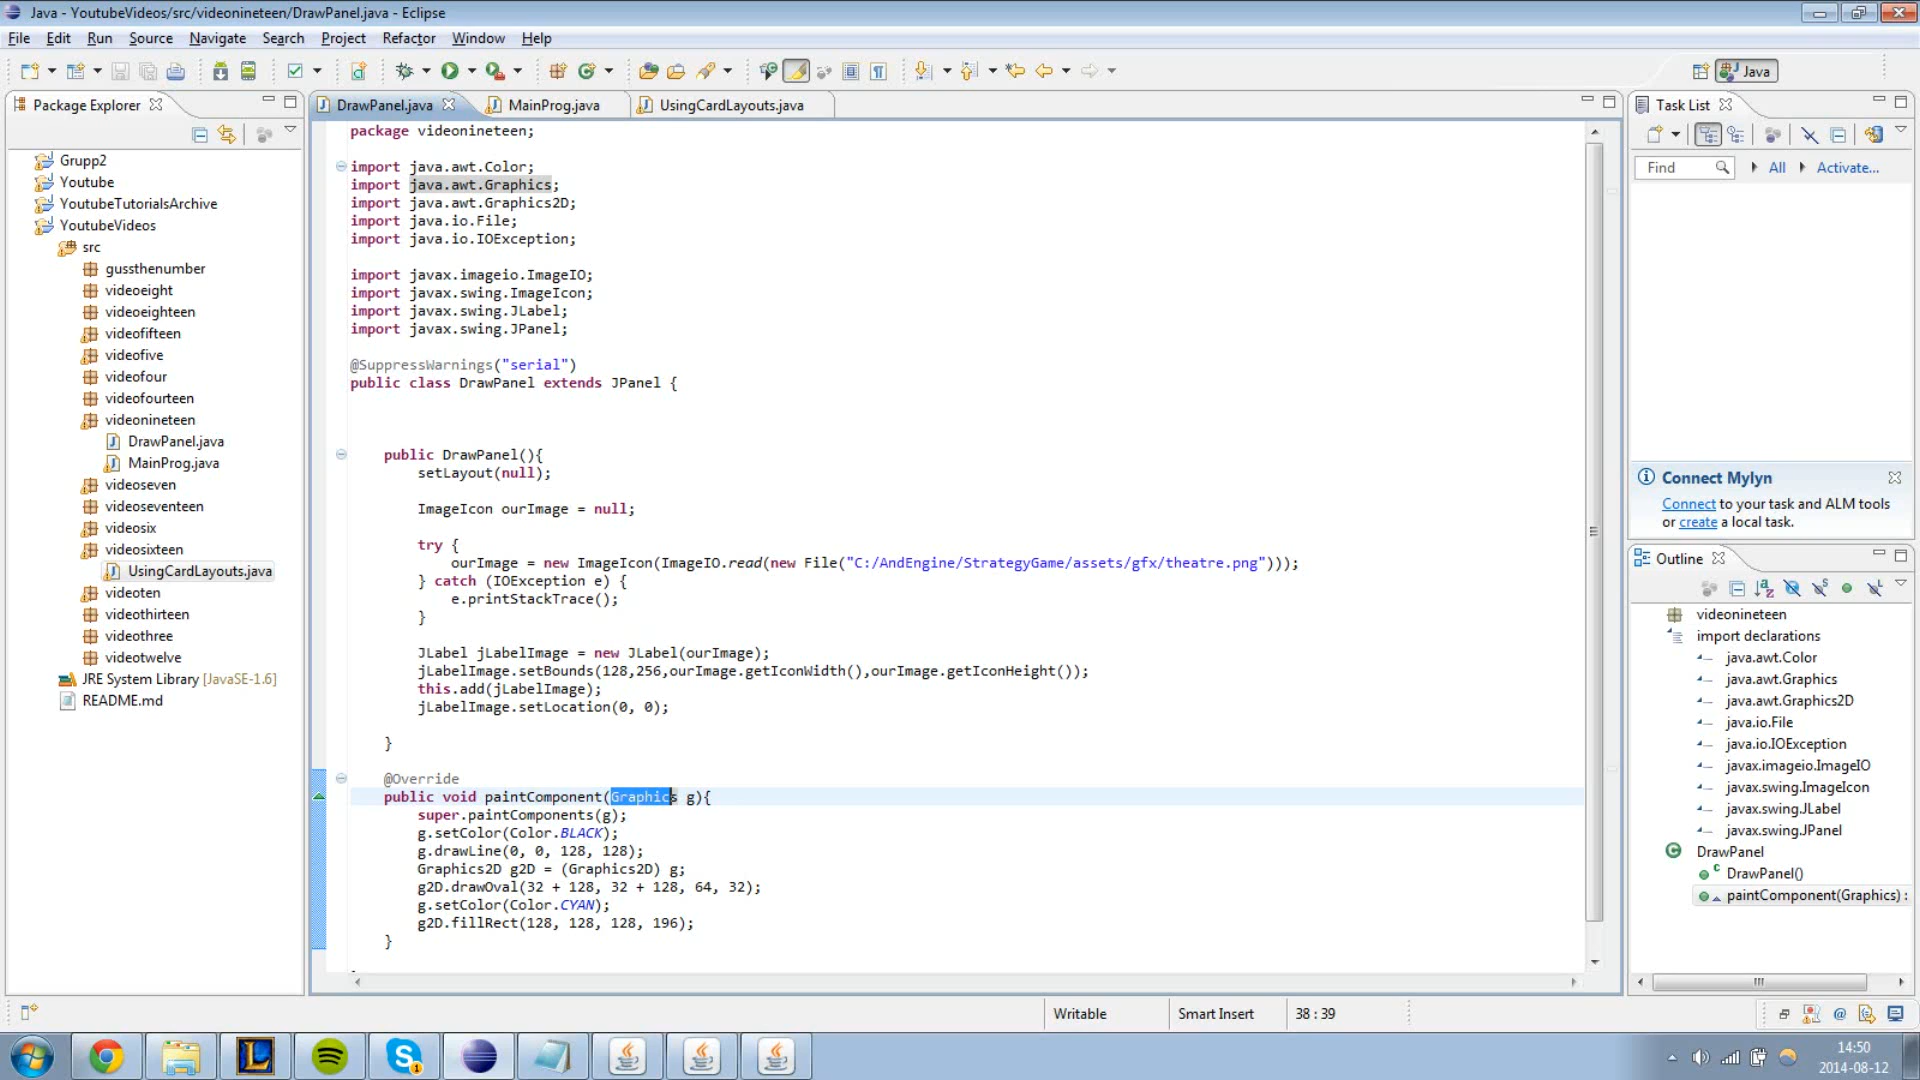 Java - YoutubeVideos/src/videonineteen/DrawPanel.java - Eclipse
File Edit Run Source Navigate Search Project Refactor Window Help
Java
Package Explorer
Grupp2
Youtube
YoutubeTutorialsArchive
YoutubeVideos
src
gussthenumber
videoeight
videoeighteen
videofifteen
videofive
videofour
videofourteen
videonineteen
DrawPanel.java
MainProg.java
videoseven
videoseventeen
videosix
videosixteen
UsingCardLayouts.java
videoten
videothirteen
videothree
videotwelve
JRE System Library [JavaSE-1.6]
README.md
DrawPanel.java MainProg.java UsingCardLayouts.java
package videonineteen;
import java.awt.Color;
import java.awt.Graphics;
import java.awt.Graphics2D;
import java.io.File;
import java.io.IOException;
import javax.imageio.ImageIO;
import javax.swing.ImageIcon;
import javax.swing.JLabel;
import javax.swing.JPanel;
@SuppressWarnings("serial")
public class DrawPanel extends JPanel {
public DrawPanel(){
setLayout(null);
ImageIcon ourImage = null;
try {
ourImage = new ImageIcon(ImageIO.read(new File("C:/AndEngine/StrategyGame/assets/gfx/theatre.png")));
} catch (IOException e) {
e.printStackTrace();
}
JLabel jLabelImage = new JLabel(ourImage);
jLabelImage.setBounds(128,256,ourImage.getIconWidth(),ourImage.getIconHeight());
this.add(jLabelImage);
jLabelImage.setLocation(0, 0);
}
@Override
public void paintComponent(Graphics g){
super.paintComponents(g);
g.setColor(Color.BLACK);
g.drawLine(0, 0, 128, 128);
Graphics2D g2D = (Graphics2D) g;
g2D.drawOval(32 + 128, 32 + 128, 64, 32);
g.setColor(Color.CYAN);
g2D.fillRect(128, 128, 128, 196);
}
Task List
Find All Activate...
Connect Mylyn
Connect to your task and ALM tools
or create a local task.
Outline
videonineteen
import declarations
java.awt.Color
java.awt.Graphics
java.awt.Graphics2D
java.io.File
java.io.IOException
javax.imageio.ImageIO
javax.swing.ImageIcon
javax.swing.JLabel
javax.swing.JPanel
DrawPanel
DrawPanel()
paintComponent(Graphics) :
Writable Smart Insert 38 : 39
14:50
2014-08-12